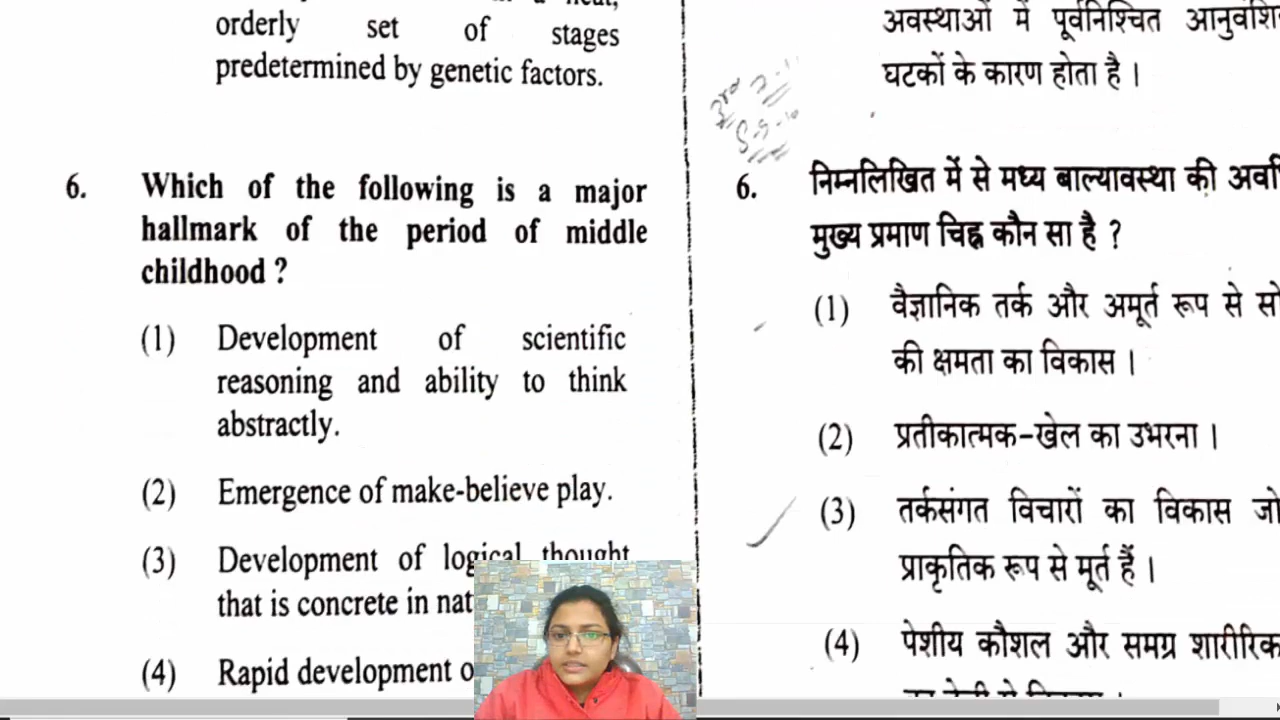 orderly set of stages
predetermined by genetic factors.
6. Which of the following is a major
hallmark of the period of middle
childhood ?
(1) Development of scientific
reasoning and ability to think
abstractly.
(2) Emergence of make-believe play.
(3) Development of logical thought
that is concrete in
(4) Rapid development
अवस्थाओं में पूर्वनिश्चित
घटकों के कारण होता है ।
6. निम्नलिखित में से मध्य बाल्यावस्था की
मुख्य प्रमाण चिह्न कौन सा है ?
(1) वैज्ञानिक तर्क और अमूर्त रूप से
की क्षमता का विकास ।
(2) प्रतीकात्मक-खेल का उभरना ।
(3) तर्कसंगत विचारों का विकास जो
प्राकृतिक रूप से मूर्त हैं ।
(4) पेशीय कौशल और समग्र शारीरिक